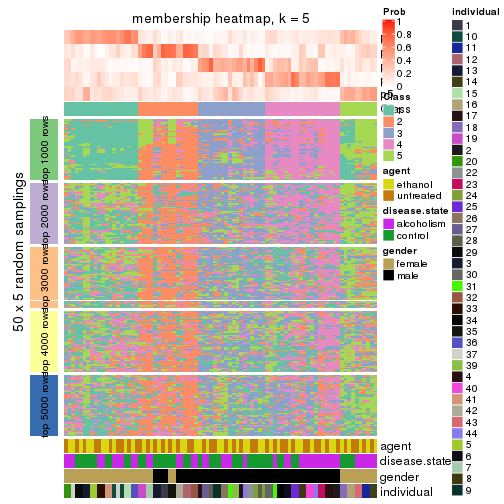 membership heatmap, k = 5
50 x 5 random samplings
top 1000 rows
top 2000 rows
top 3000 rows
top 4000 rows
top 5000 rows
agent
disease.state
gender
individual
Prob
1
0.8
0.6
0.4
0.2
0
Class
1
2
3
4
5
agent
ethanol
untreated
disease.state
alcoholism
control
gender
female
male
individual
1
10
11
12
13
14
15
16
17
18
19
2
20
22
23
24
25
26
27
28
29
3
30
31
32
33
34
35
36
37
39
4
40
41
42
43
44
5
6
7
8
9